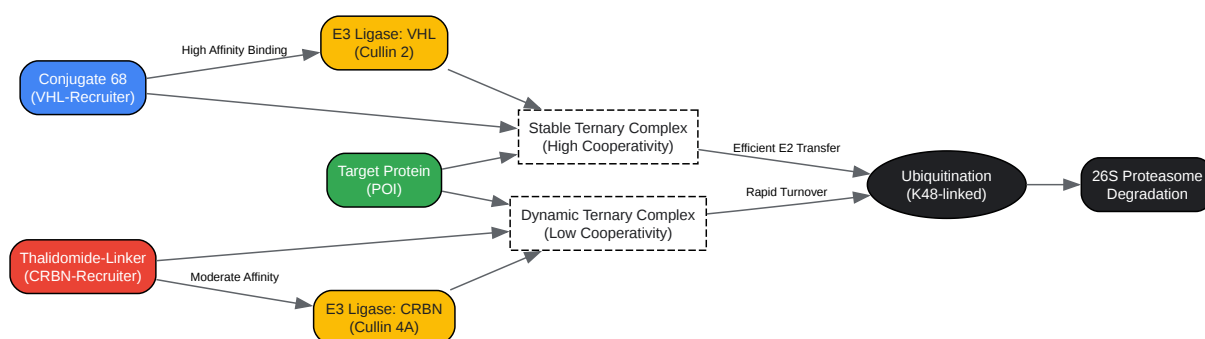 E3 Ligase: VHL
(Cullin 2)
High Affinity Binding
Conjugate 68
(VHL-Recruiter)
Stable Ternary Complex
(High Cooperativity)
Efficient E2 Transfer
Target Protein
(POI)
Ubiquitination
(K48-linked)
26S Proteasome
Degradation
Rapid Turnover
Dynamic Ternary Complex
(Low Cooperativity)
Thalidomide-Linker
(CRBN-Recruiter)
Moderate Affinity
E3 Ligase: CRBN
(Cullin 4A)